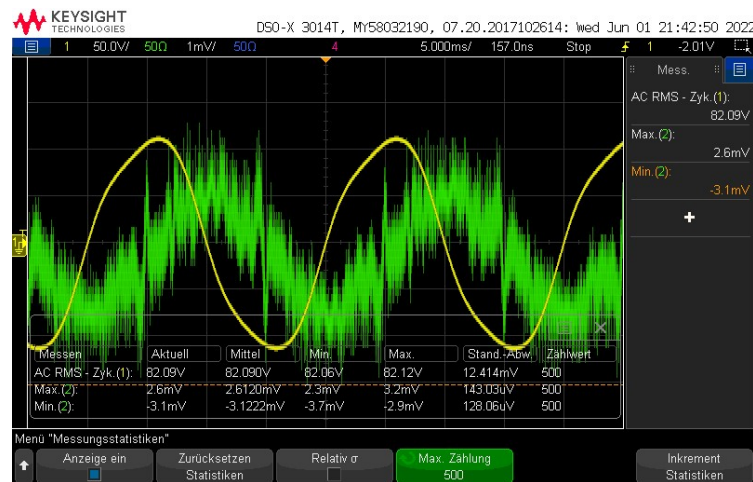 KEYSIGHT
TECHNOLOGIES
DSO-X 3014T, MY58032190, 07.20.2017102614: Wed Jun 01 21:42:50 2022
1 50.0V/ 50Ω 1mV/ 50Ω 4 5.000ms/ 157.0ns Stop 1 -2.01V
Mess.
AC RMS - Zyk.(1):
82.09V
Max.(2):
2.6mV
Min.(2):
-3.1mV
Messen Aktuell Mittel Min. Max. Stand.-Abw. Zählwert
AC RMS - Zyk.(1): 82.09V 82.090V 82.06V 82.12V 12.414mV 500
Max.(2): 2.6mV 2.6120mV 2.3mV 3.2mV 143.03uV 500
Min.(2): -3.1mV -3.1222mV -3.7mV -2.9mV 128.06uV 500
Menü "Messungsstatistiken"
Anzeige ein Zurücksetzen Statistiken Relativ σ Max. Zählung 500 Inkrement Statistiken